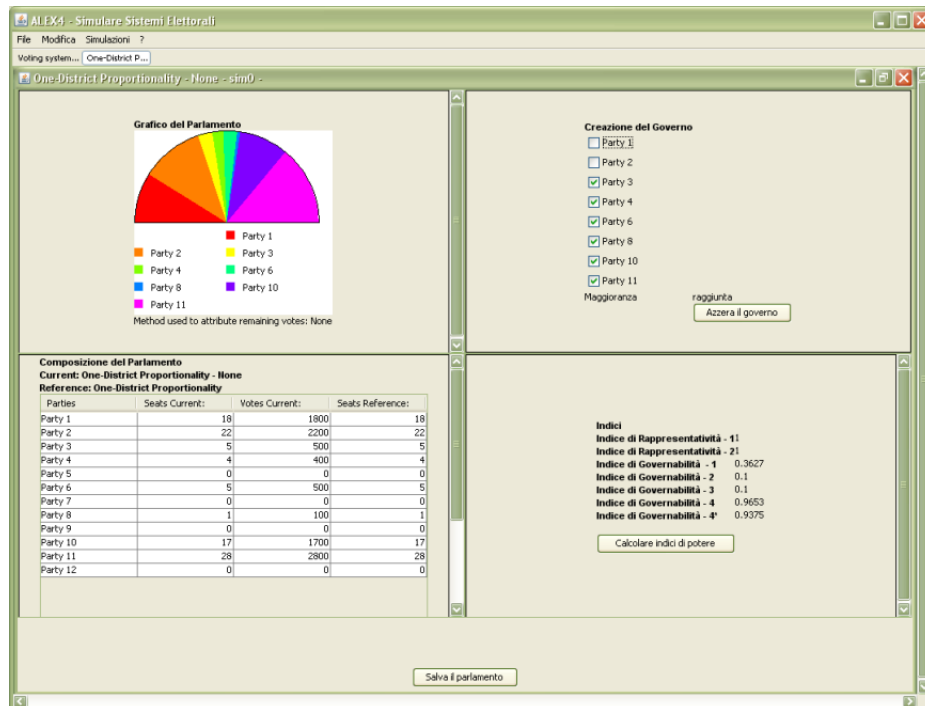 ALEX4 - Simulare Sistemi Elettorali
File Modifica Simulazioni ?
Voting system... One-District P...
One-District Proportionality - None - sim0 -
Grafico del Parlamento
Party 1
Party 2 Party 3
Party 4 Party 6
Party 8 Party 10
Party 11
Method used to attribute remaining votes: None
Creazione del Governo
Party 1
Party 2
Party 3
Party 4
Party 6
Party 8
Party 10
Party 11
Maggioranza raggiunta
Azzera il governo
Composizione del Parlamento
Current: One-District Proportionality - None
Reference: One-District Proportionality
Parties Seats Current: Votes Current: Seats Reference:
Party 1 18 1800 18
Party 2 22 2200 22
Party 3 5 500 5
Party 4 4 400 4
Party 5 0 0 0
Party 6 5 500 5
Party 7 0 0 0
Party 8 1 100 1
Party 9 0 0 0
Party 10 17 1700 17
Party 11 28 2800 28
Party 12 0 0 0
Indici
Indice di Rappresentatività - 1 1
Indice di Rappresentatività - 2 1
Indice di Governabilità - 1 0.3627
Indice di Governabilità - 2 0.1
Indice di Governabilità - 3 0.1
Indice di Governabilità - 4 0.9653
Indice di Governabilità - 4' 0.9375
Calcolare indici di potere
Salva il parlamento